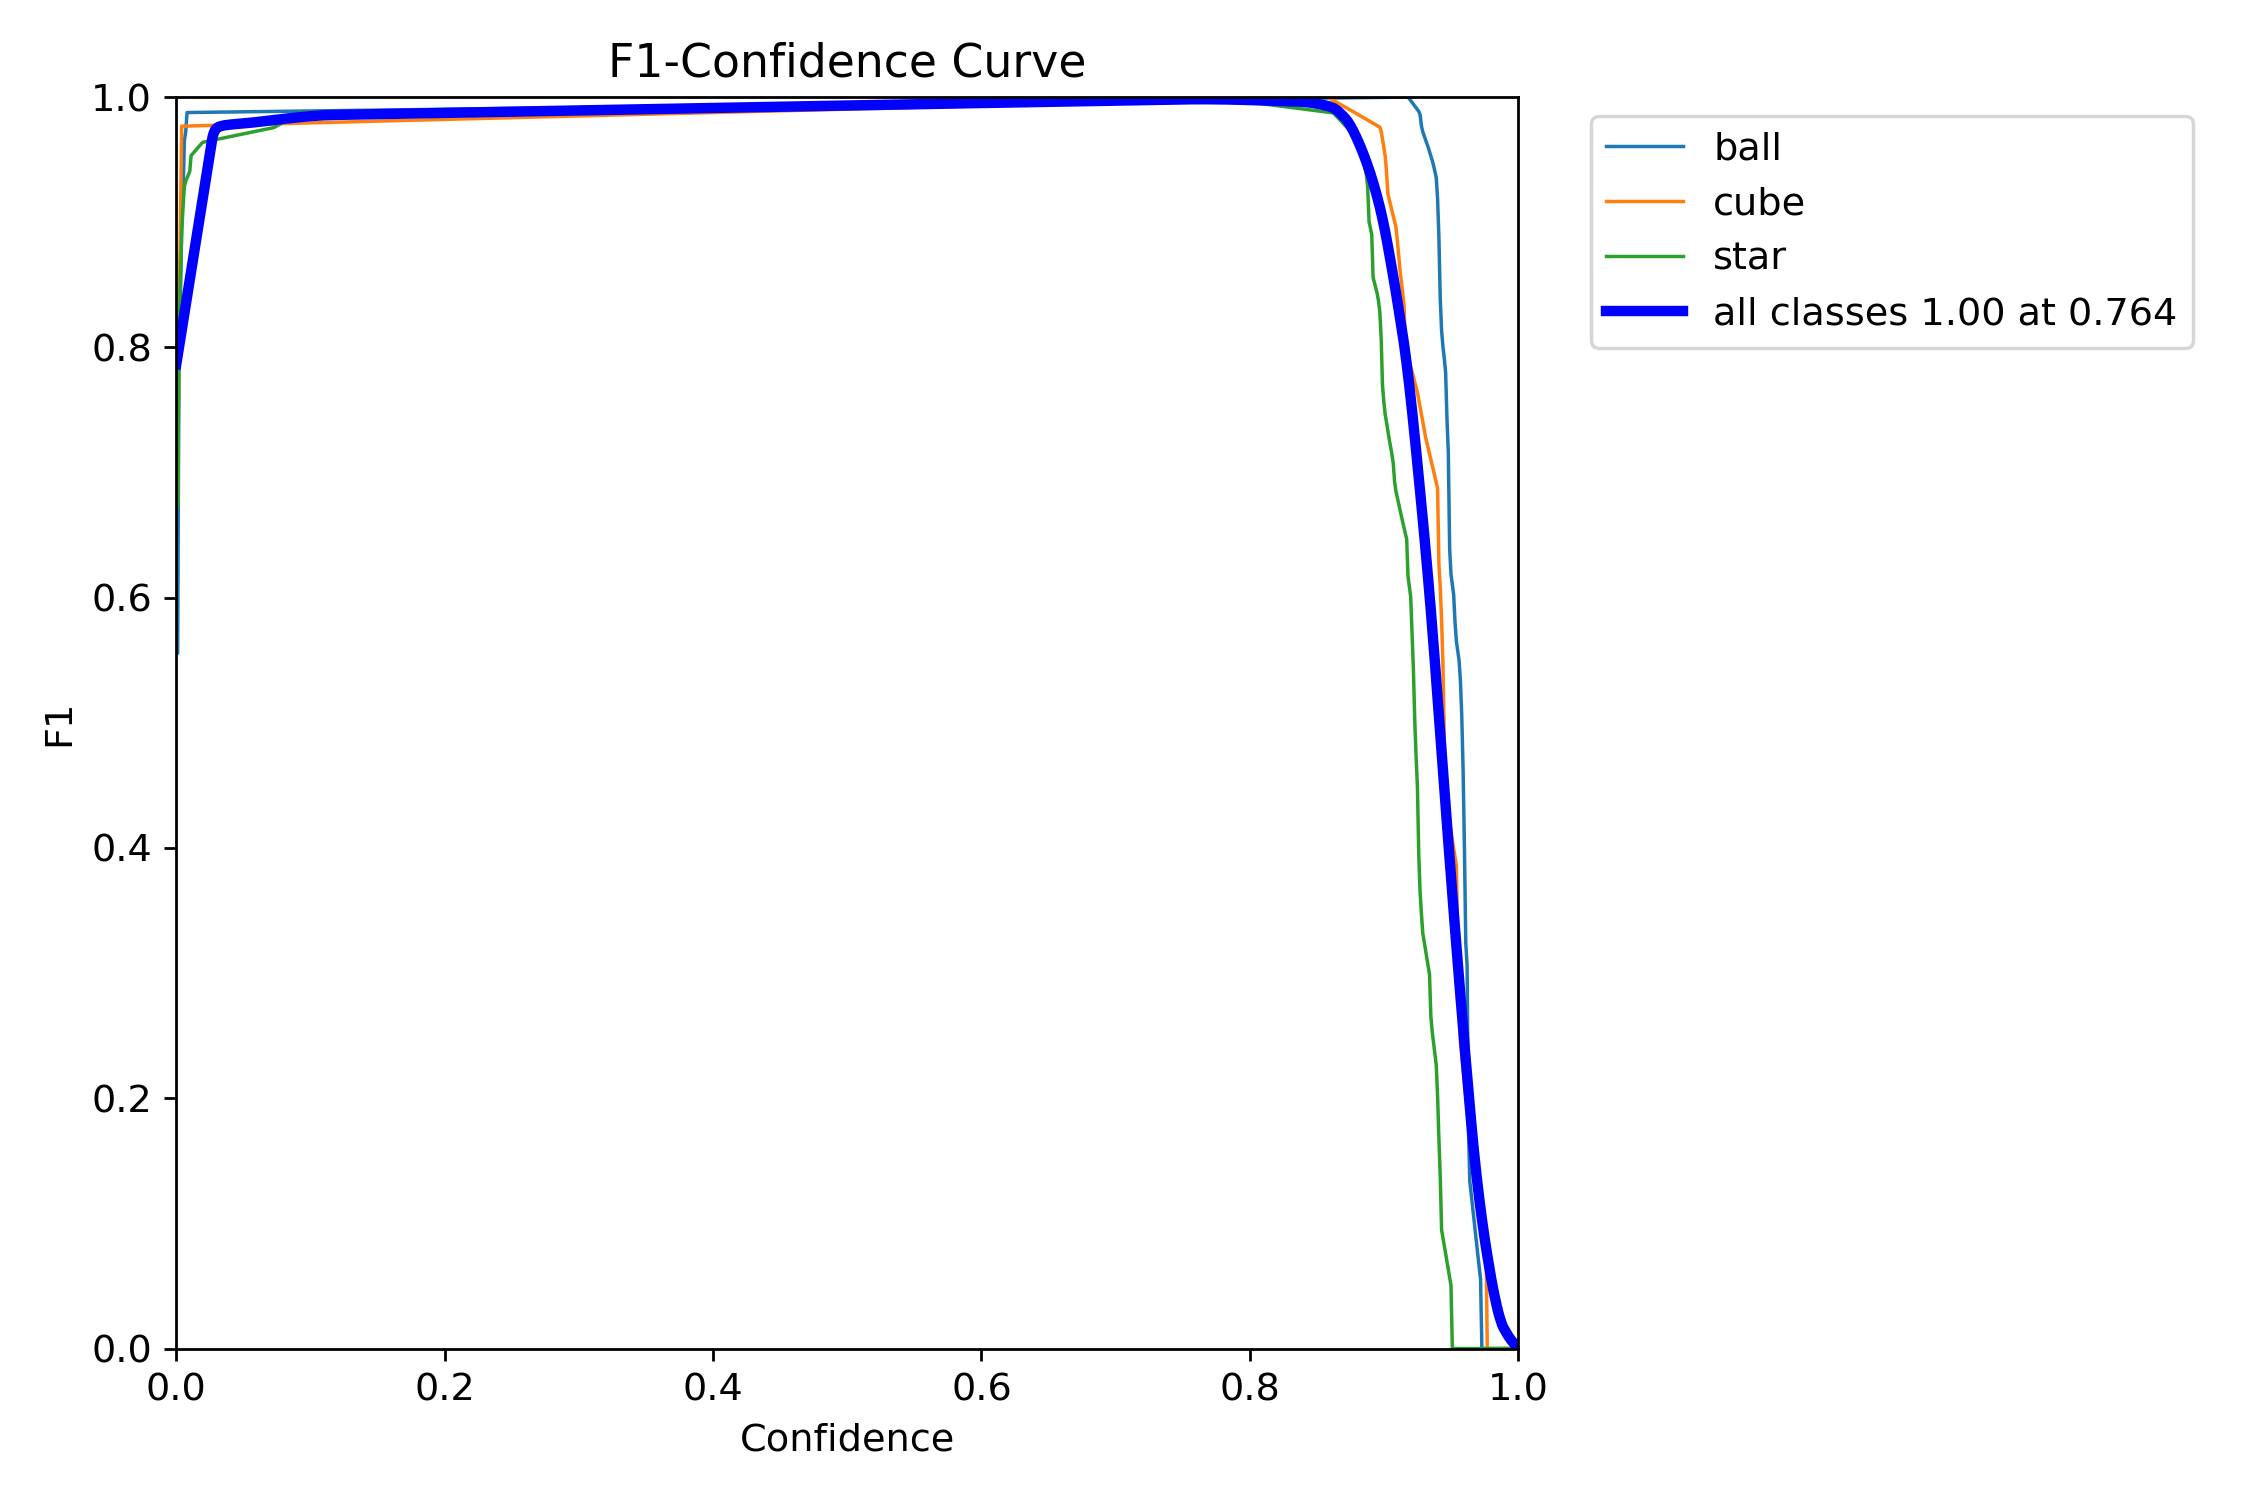 F1-Confidence Curve
1.0
0.8
0.6
0.4
0.2
0.0
F1
0.0 0.2 0.4 0.6 0.8 1.0
Confidence
ball
cube
star
all classes 1.00 at 0.764